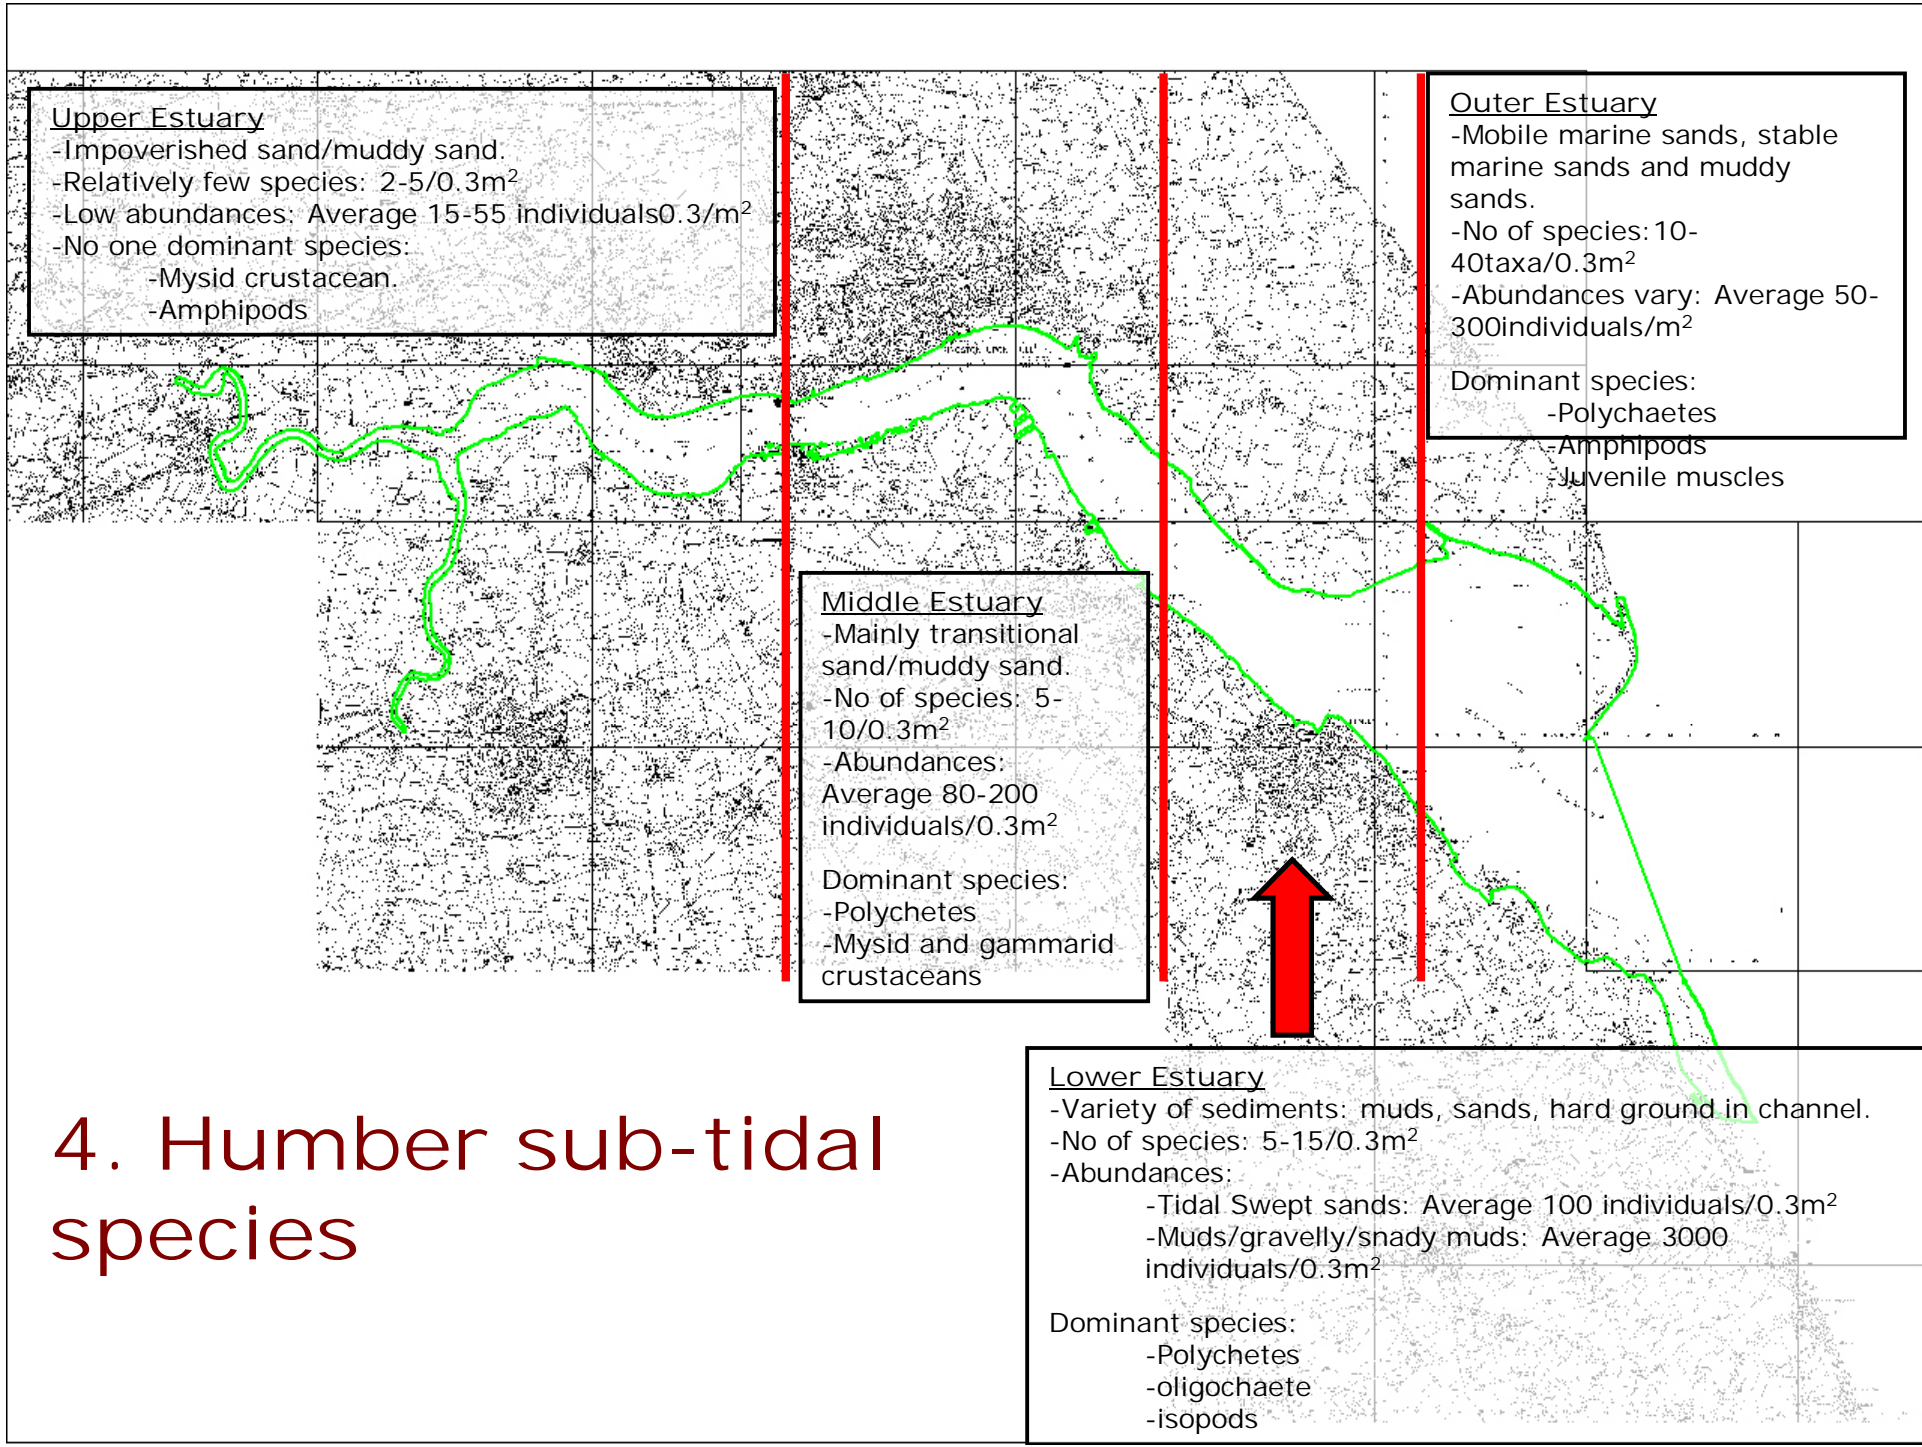 Upper Estuary
-Impoverished sand/muddy sand.
-Relatively few species: 2-5/0.3m²
-Low abundances: Average 15-55 individuals0.3/m²
-No one dominant species:
-Mysid crustacean.
-Amphipods
Outer Estuary
-Mobile marine sands, stable
marine sands and muddy
sands.
-No of species:10-
40taxa/0.3m²
-Abundances vary: Average 50-
300individuals/m²
Dominant species:
-Polychaetes
-Amphipods
-Juvenile muscles
Middle Estuary
-Mainly transitional
sand/muddy sand.
-No of species: 5-
10/0.3m²
-Abundances:
Average 80-200
individuals/0.3m²
Dominant species:
-Polychetes
-Mysid and gammarid
crustaceans
Lower Estuary
-Variety of sediments: muds, sands, hard ground in channel.
-No of species: 5-15/0.3m²
-Abundances:
-Tidal Swept sands: Average 100 individuals/0.3m²
-Muds/gravelly/snady muds: Average 3000
individuals/0.3m²
Dominant species:
-Polychetes
-oligochaete
-isopods
4. Humber sub-tidal
species